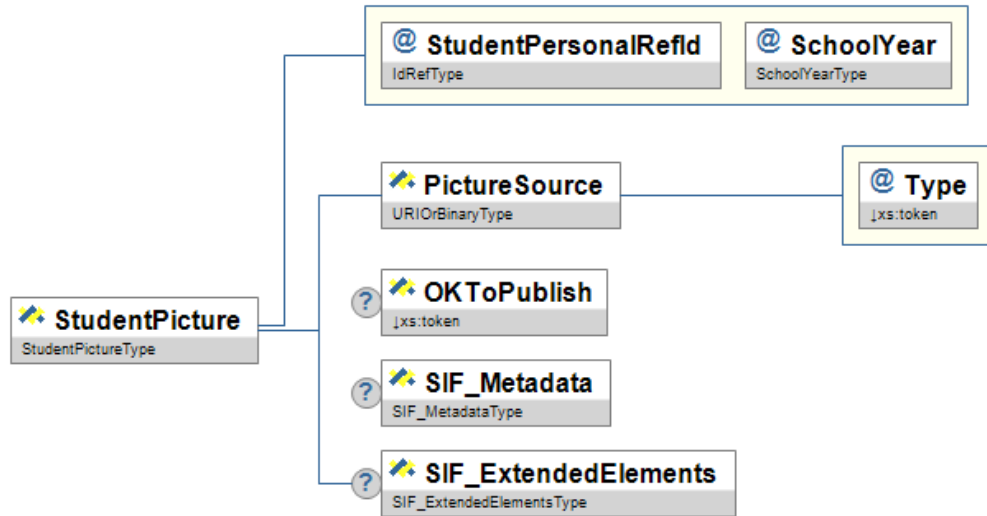 @ StudentPersonalRefId
IdRefType
@ SchoolYear
SchoolYearType
PictureSource
URIOrBinaryType
@ Type
↓xs:token
StudentPicture
StudentPictureType
? OKToPublish
↓xs:token
? SIF_Metadata
SIF_MetadataType
? SIF_ExtendedElements
SIF_ExtendedElementsType